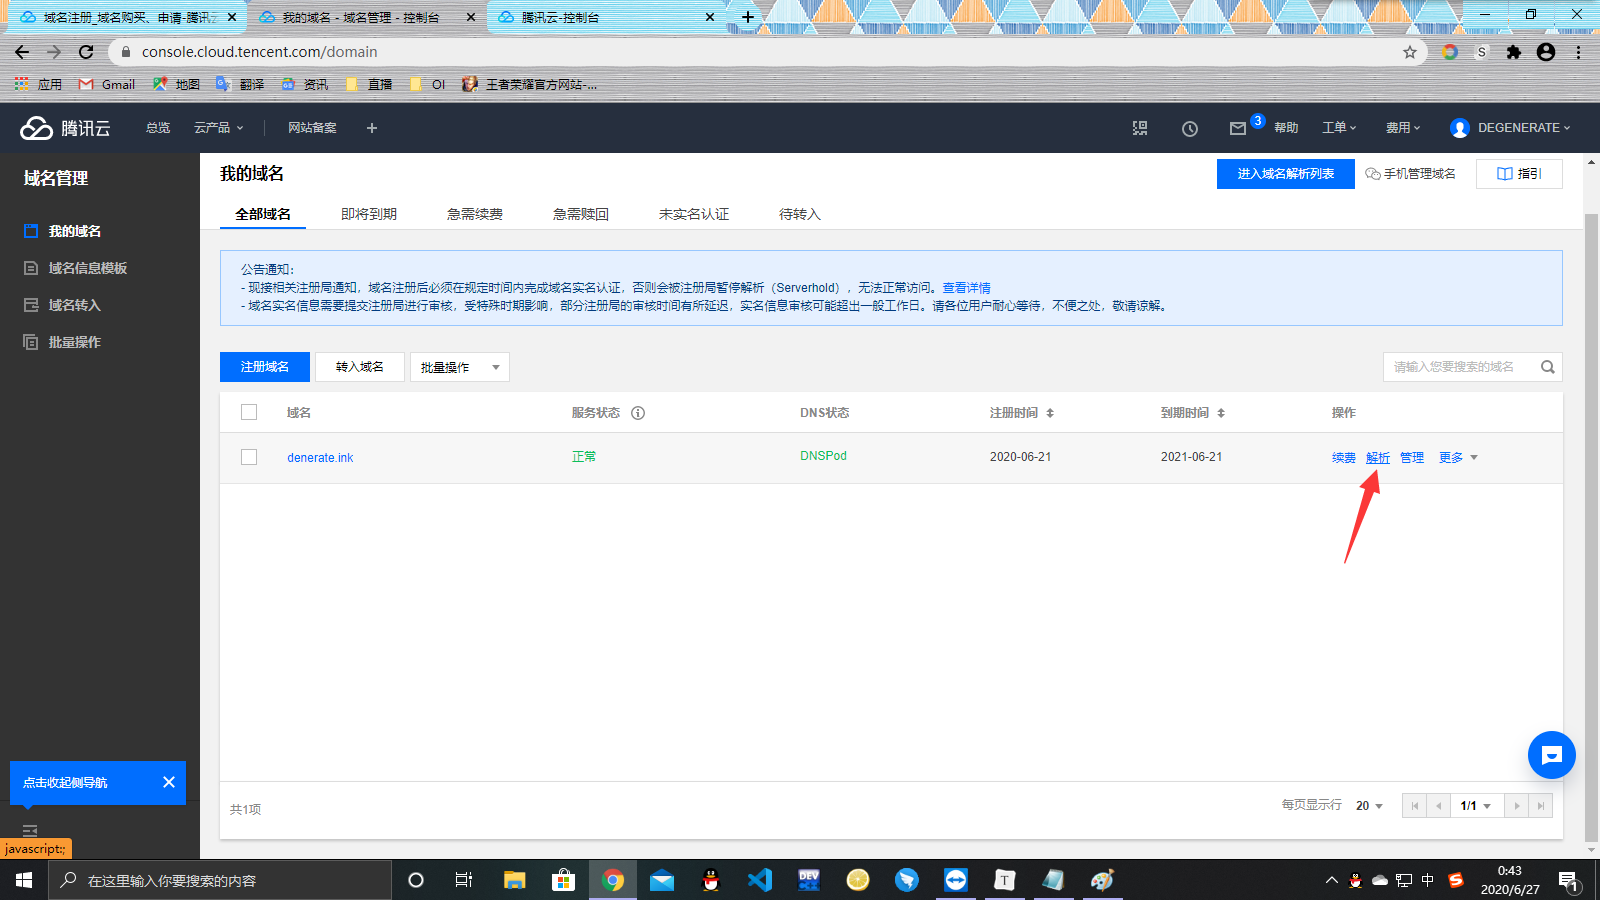 域名注册_域名购买、申请-腾讯云
我的域名 - 域名管理 - 控制台
腾讯云-控制台
console.cloud.tencent.com/domain
应用
Gmail
地图
翻译
资讯
直播
OI
王者荣耀官方网站-...
腾讯云
总览
云产品
网站备案
3
帮助
工单
费用
DEGENERATE
域名管理
我的域名
域名信息模板
域名转入
批量操作
我的域名
进入域名解析列表
手机管理域名
指引
全部域名
即将到期
急需续费
急需赎回
未实名认证
待转入
公告通知：
- 现接相关注册局通知，域名注册后必须在规定时间内完成域名实名认证，否则会被注册局暂停解析（Serverhold），无法正常访问。查看详情
- 域名实名信息需要提交注册局进行审核，受特殊时期影响，部分注册局的审核时间有所延迟，实名信息审核可能超出一般工作日。请各位用户耐心等待，不便之处，敬请谅解。
注册域名
转入域名
批量操作
请输入您要搜索的域名
域名
服务状态
DNS状态
注册时间
到期时间
操作
denerate.ink
正常
DNSPod
2020-06-21
2021-06-21
续费 解析 管理 更多
点击收起侧导航
共1项
每页显示行
20
1/1
javascript:;
在这里输入你要搜索的内容
DEV
T
中
S
0:43
2020/6/27
1